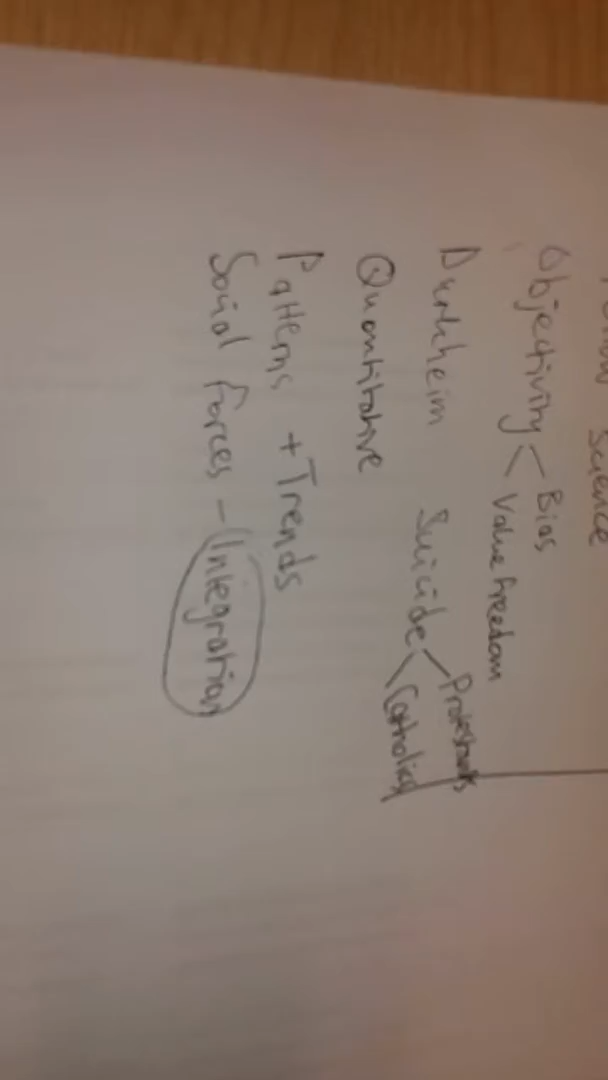 Science
Objectivity < Bias
Value freedom
Durkheim Suicide < Protestants
Catholics
Quantitative
Patterns + Trends
Social Forces - Integration